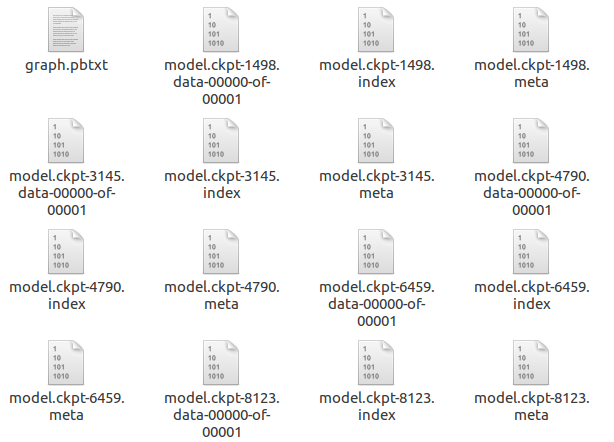 graph.pbtxt
model.ckpt-1498.
data-00000-of-
00001
model.ckpt-1498.
index
model.ckpt-1498.
meta
model.ckpt-3145.
data-00000-of-
00001
model.ckpt-3145.
index
model.ckpt-3145.
meta
model.ckpt-4790.
data-00000-of-
00001
model.ckpt-4790.
index
model.ckpt-4790.
meta
model.ckpt-6459.
data-00000-of-
00001
model.ckpt-6459.
index
model.ckpt-6459.
meta
model.ckpt-8123.
data-00000-of-
00001
model.ckpt-8123.
index
model.ckpt-8123.
meta